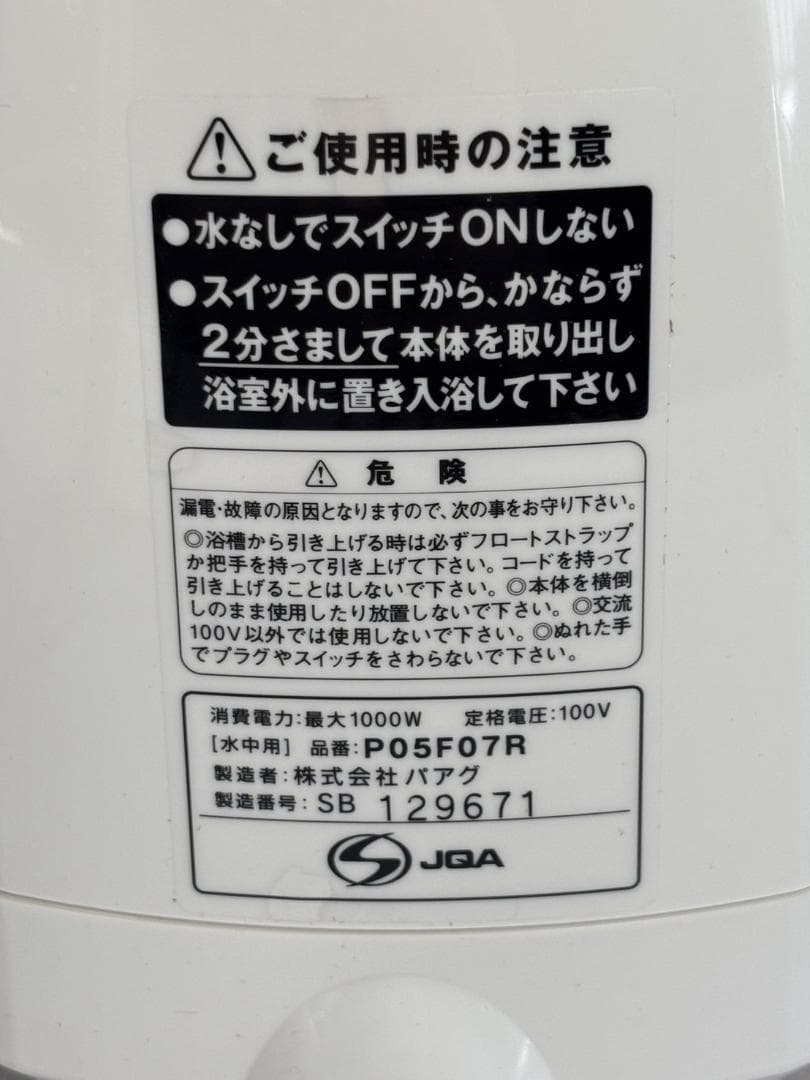 ご使用時の注意
●水なしでスイッチONしない
●スイッチOFFから、かならず
2分さまして本体を取り出し
浴室外に置き入浴して下さい
危 険
漏電・故障の原因となりますので、次の事をお守り下さい。
◎浴槽から引き上げる時は必ずフロートストラップ
か把手を持って引き上げて下さい。コードを持って
引き上げることはしないで下さい。◎本体を横倒
しのまま使用したり放置しないで下さい。◎交流
100V以外では使用しないで下さい。◎ぬれた手
でプラグやスイッチをさわらないで下さい。
消費電力:最大1000W 定格電圧:100V
[水中用] 品番:P05F07R
製造者:株式会社 パアグ
製造番号:SB 129671
JQA